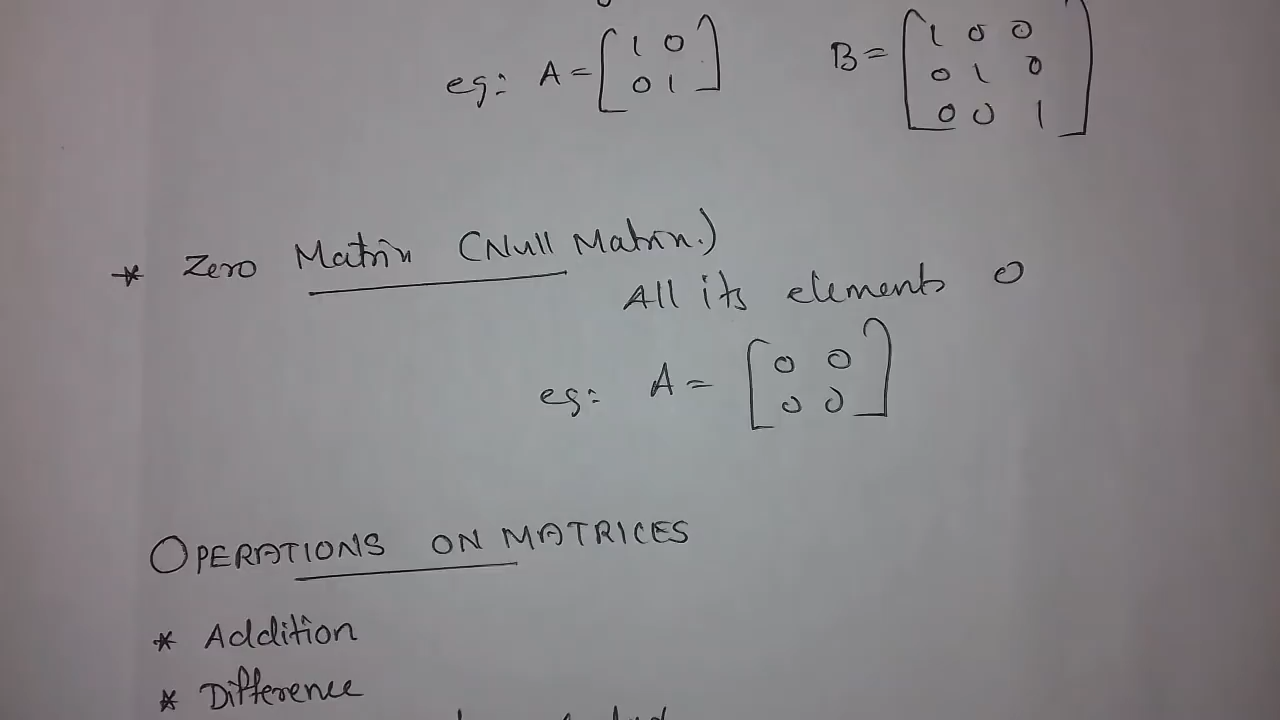 eg: A = [1 0
0 1] B = [1 0 0
0 1 0
0 0 1]
* Zero Matrix (Null Matrix.)
All its elements 0
eg: A = [0 0
0 0]
OPERATIONS ON MATRICES
* Addition
* Difference